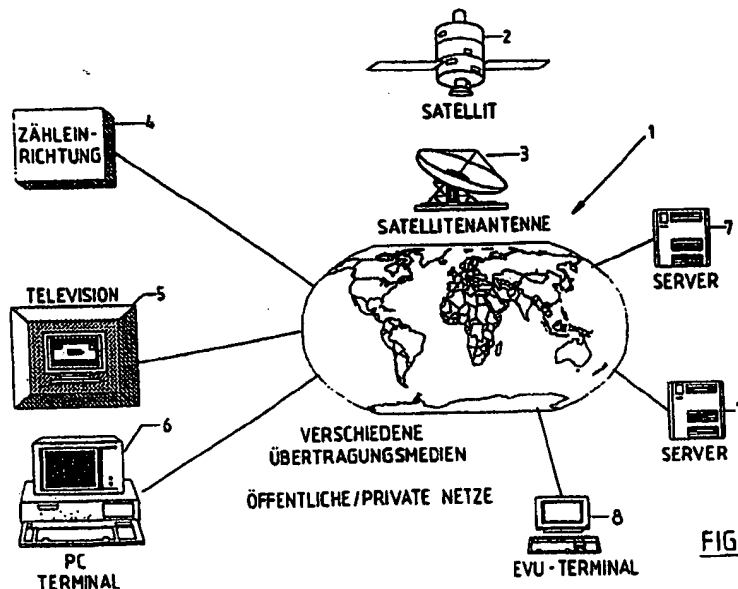 2
SATELLIT
4
ZÄHLEIN-
RICHTUNG
3
SATELLITENANTENNE
1
7
SERVER
TELEVISION
5
6
PC
TERMINAL
VERSCHIEDENE
ÜBERTRAGUNGSMEDIEN
ÖFFENTLICHE/PRIVATE NETZE
SERVER
8
EVU-TERMINAL
FIG